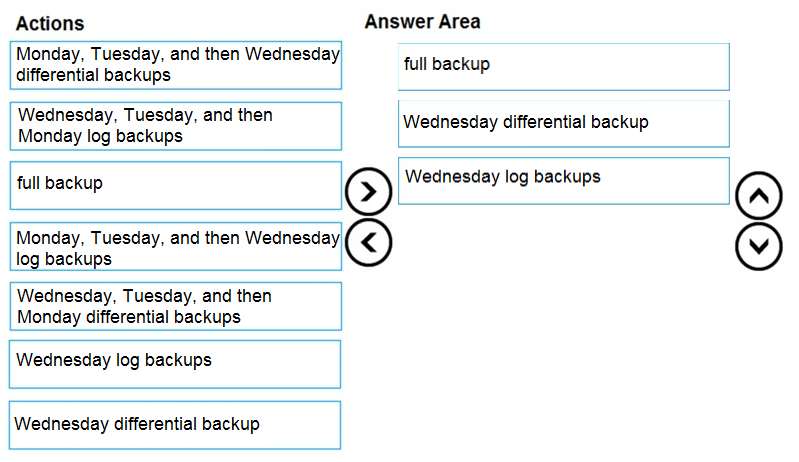 Actions
Monday, Tuesday, and then Wednesday
differential backups
Wednesday, Tuesday, and then
Monday log backups
full backup
Monday, Tuesday, and then Wednesday
log backups
Wednesday, Tuesday, and then
Monday differential backups
Wednesday log backups
Wednesday differential backup
Answer Area
full backup
Wednesday differential backup
Wednesday log backups